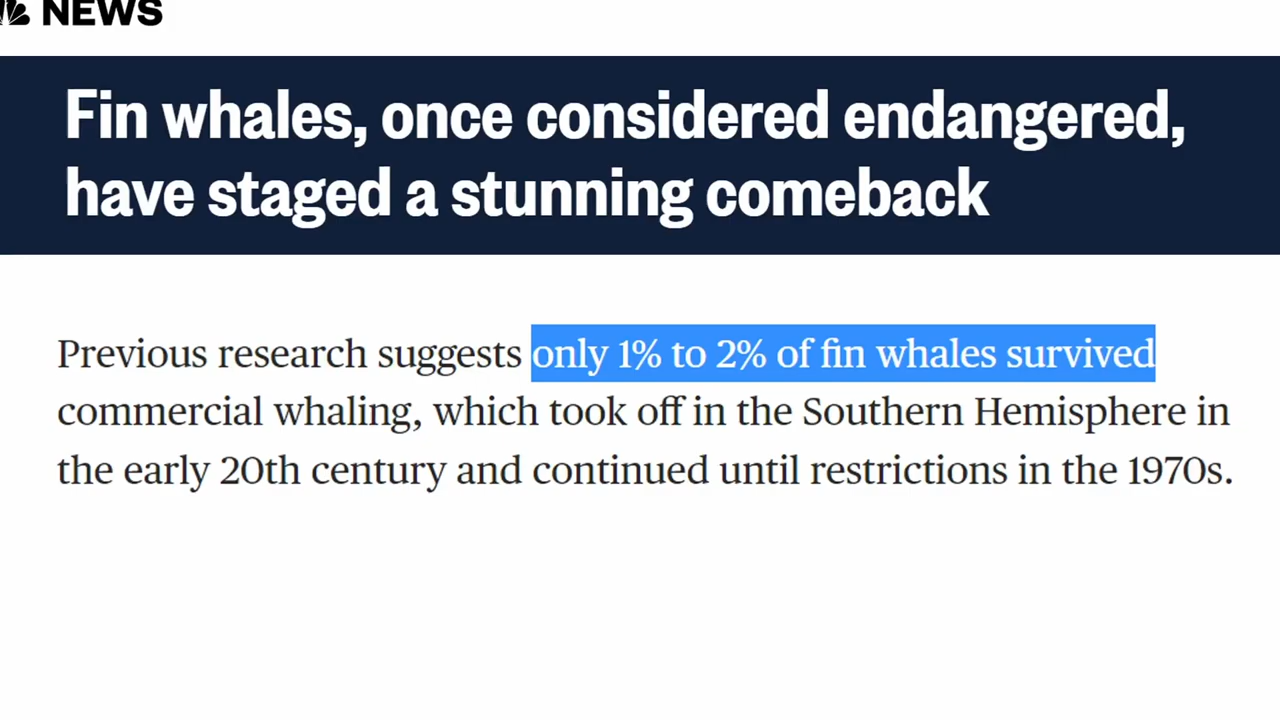 NEWS
Fin whales, once considered endangered,
have staged a stunning comeback
Previous research suggests only 1% to 2% of fin whales survived
commercial whaling, which took off in the Southern Hemisphere in
the early 20th century and continued until restrictions in the 1970s.